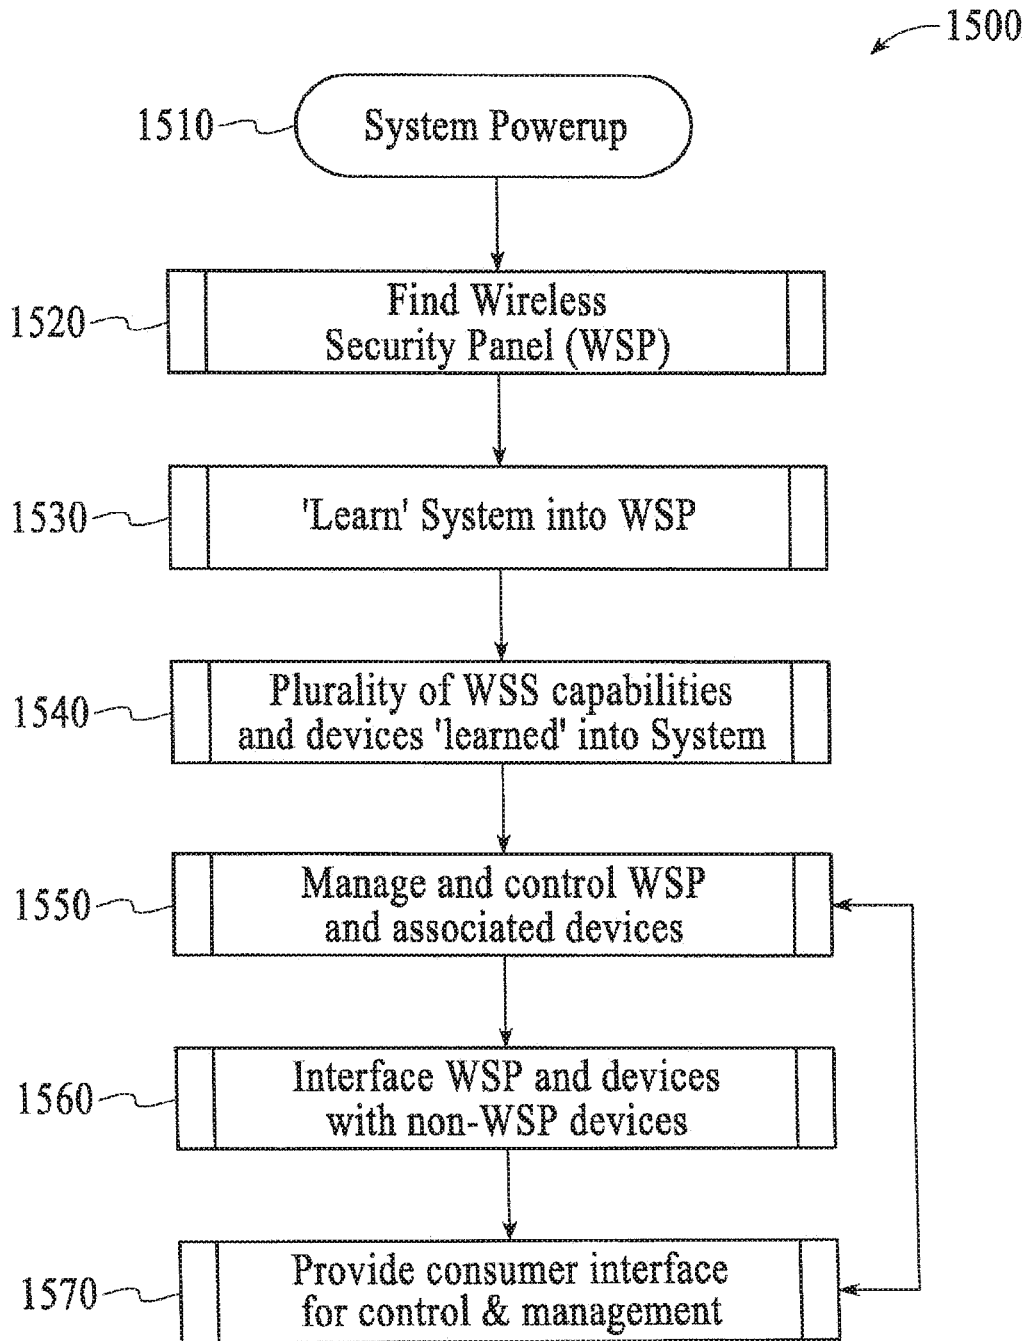 1500
1510
System Powerup
1520
Find Wireless
Security Panel (WSP)
1530
'Learn' System into WSP
1540
Plurality of WSS capabilities
and devices 'learned' into System
1550
Manage and control WSP
and associated devices
1560
Interface WSP and devices
with non-WSP devices
1570
Provide consumer interface
for control & management